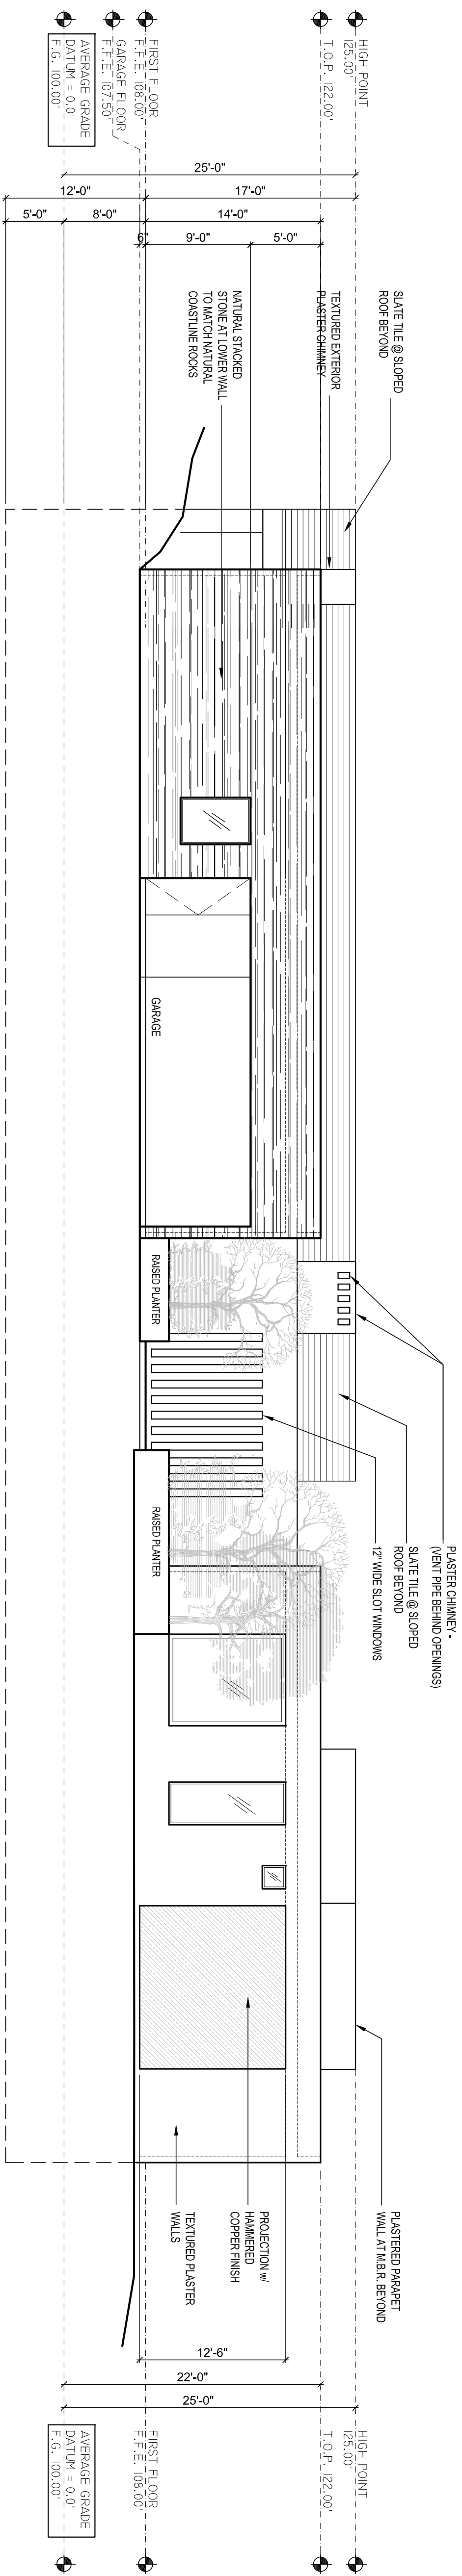 HIGH POINT
125.00'
T.O.P. 122.00'
FIRST FLOOR
F.F.E. 108.00'
GARAGE FLOOR
F.F.E. 107.50'
AVERAGE GRADE
DATUM = 0.0'
F.G. 100.00'
25'-0"
12'-0"
17'-0"
5'-0"
8'-0"
14'-0"
6"
9'-0"
5'-0"
SLATE TILE @ SLOPED
ROOF BEYOND
TEXTURED EXTERIOR
PLASTER CHIMNEY
NATURAL STACKED
STONE AT LOWER WALL
TO MATCH NATURAL
COASTLINE ROCKS
GARAGE
RAISED PLANTER
RAISED PLANTER
PLASTER CHIMNEY -
(VENT PIPE BEHIND OPENINGS)
SLATE TILE @ SLOPED
ROOF BEYOND
12" WIDE SLOT WINDOWS
PLASTERED PARAPET
WALL AT M.B.R. BEYOND
PROJECTION w/
HAMMERED
COPPER FINISH
TEXTURED PLASTER
WALLS
12'-6"
22'-0"
25'-0"
HIGH POINT
125.00'
T.O.P. 122.00'
FIRST FLOOR
F.F.E. 108.00'
AVERAGE GRADE
DATUM = 0.0'
F.G. 100.00'